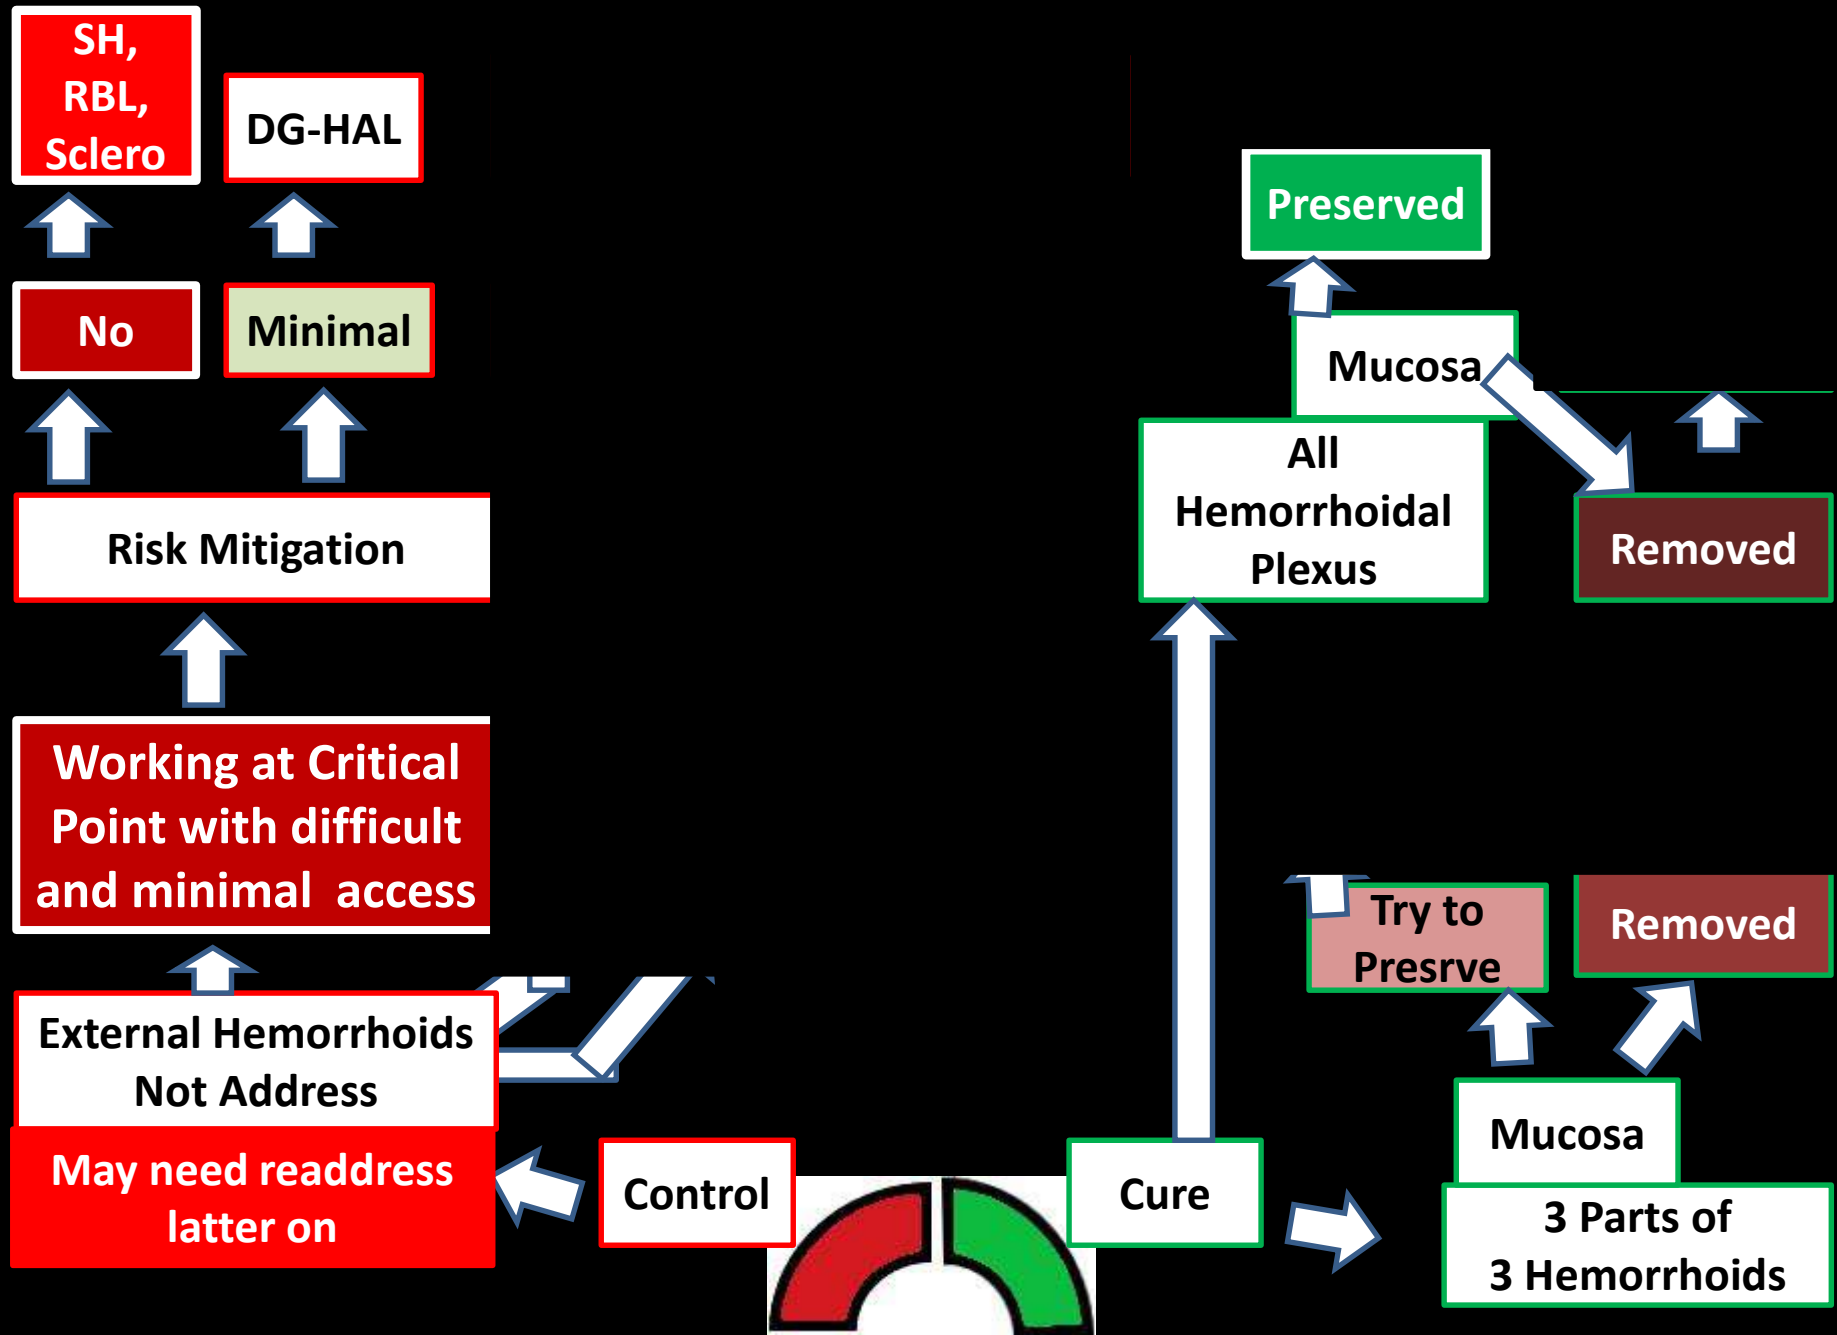 SH,
RBL,
Sclero
DG-HAL
No
Minimal
Risk Mitigation
Working at Critical
Point with difficult
and minimal access
External Hemorrhoids
Not Address
May need readdress
latter on
Control
Cure
Preserved
Mucosa
All
Hemorrhoidal
Plexus
Removed
Try to
Presrve
Removed
Mucosa
3 Parts of
3 Hemorrhoids